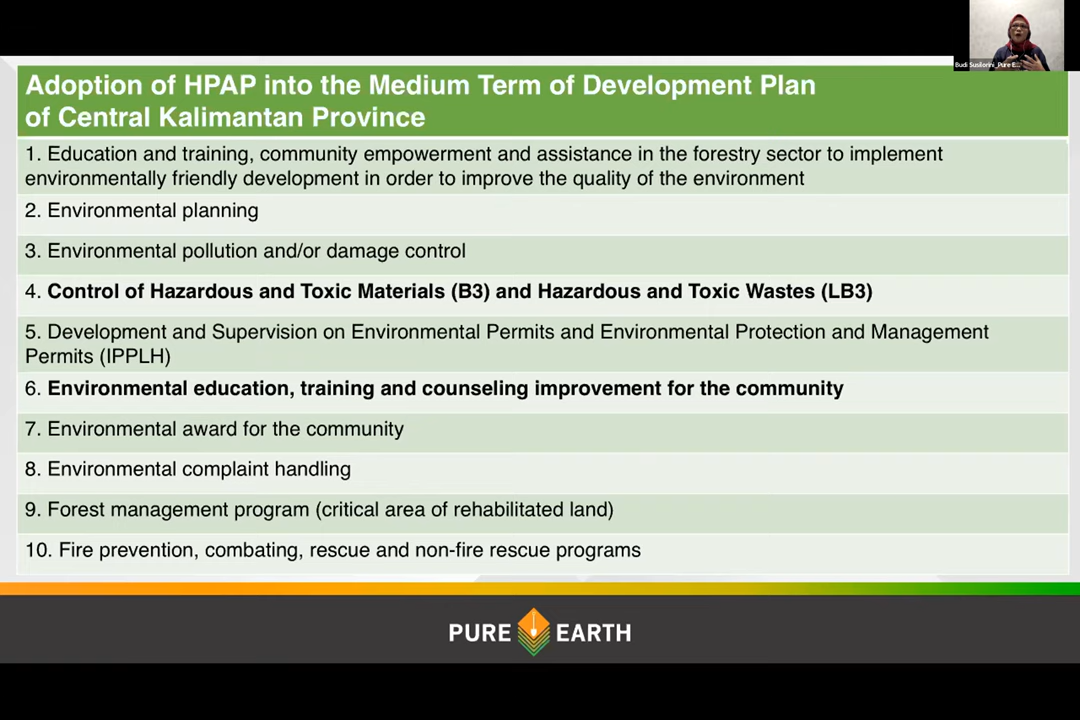 Budi Susilorini_Pure E...
Adoption of HPAP into the Medium Term of Development Plan
of Central Kalimantan Province
1. Education and training, community empowerment and assistance in the forestry sector to implement
environmentally friendly development in order to improve the quality of the environment
2. Environmental planning
3. Environmental pollution and/or damage control
4. Control of Hazardous and Toxic Materials (B3) and Hazardous and Toxic Wastes (LB3)
5. Development and Supervision on Environmental Permits and Environmental Protection and Management
Permits (IPPLH)
6. Environmental education, training and counseling improvement for the community
7. Environmental award for the community
8. Environmental complaint handling
9. Forest management program (critical area of rehabilitated land)
10. Fire prevention, combating, rescue and non-fire rescue programs
PURE EARTH